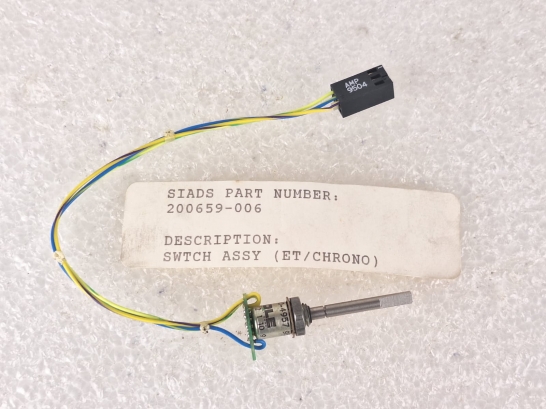 AMP
9504
SIADS PART NUMBER:
200659-006
DESCRIPTION:
SWTCH ASSY (ET/CHRONO)